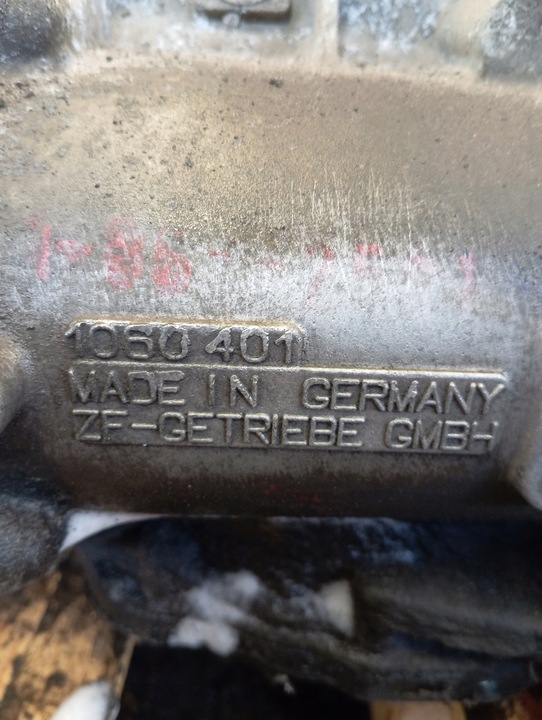 1060 401
MADE IN GERMANY
ZF-GETRIEBE GMBH